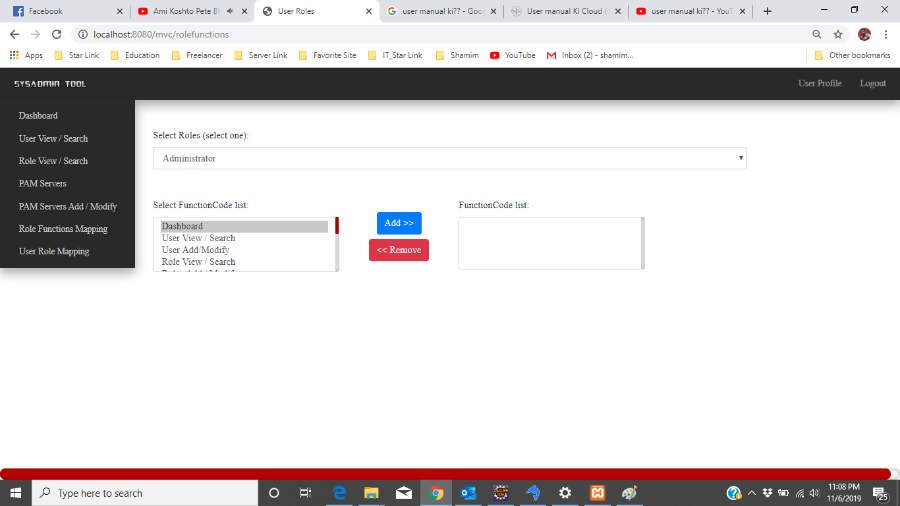 Facebook
Ami Koshto Pete Bh
User Roles
user manual ki?? - Goog
User manual KI Cloud (
user manual ki?? - YouT
localhost:8080/mvc/rolefunctions
Apps
Star Link
Education
Freelancer
Server Link
Favorite Site
IT_Star Link
Shamim
YouTube
Inbox (2) - shamim...
Other bookmarks
SYSADMIN TOOL
User Profile
Logout
Dashboard
User View / Search
Role View / Search
PAM Servers
PAM Servers Add / Modify
Role Functions Mapping
User Role Mapping
Select Roles (select one):
Administrator
Select FunctionCode list:
Dashboard
User View / Search
User Add/Modify
Role View / Search
Add >>
<< Remove
FunctionCode list:
Type here to search
11:08 PM
11/6/2019
25